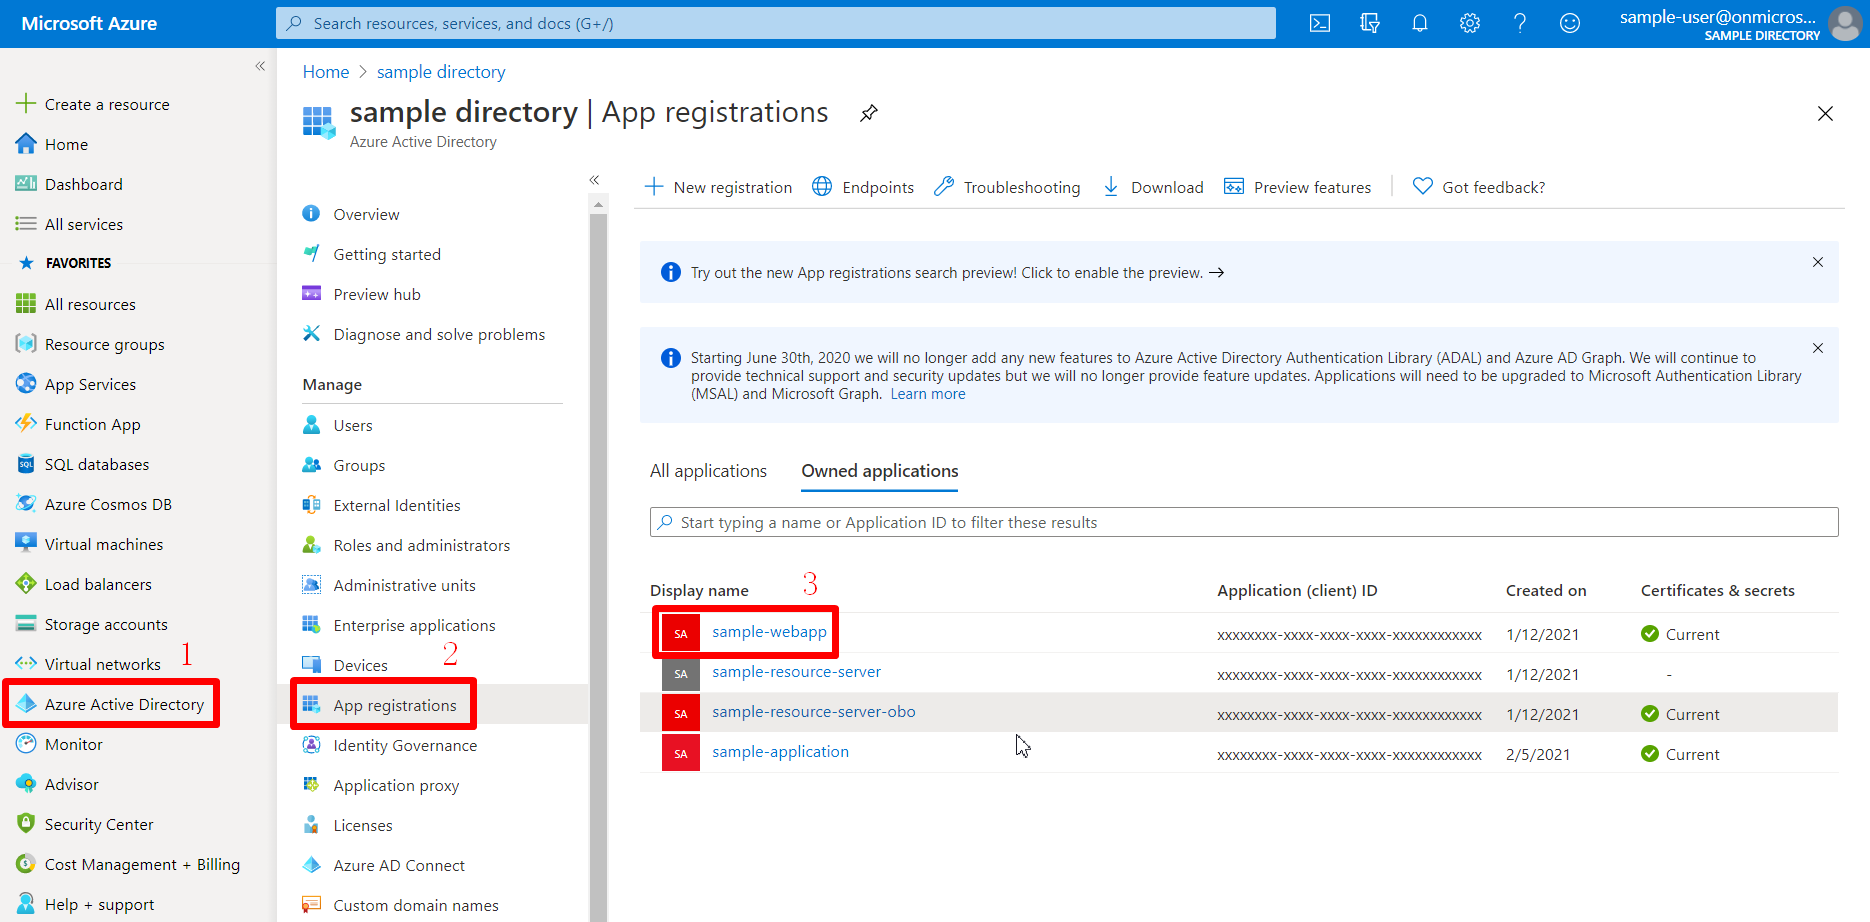 Microsoft Azure
Search resources, services, and docs (G+/)
sample-user@onmicros...
SAMPLE DIRECTORY
Create a resource
Home
Dashboard
All services
FAVORITES
All resources
Resource groups
App Services
Function App
SQL databases
Azure Cosmos DB
Virtual machines
Load balancers
Storage accounts
Virtual networks
1
Azure Active Directory
Monitor
Advisor
Security Center
Cost Management + Billing
Help + support
Home > sample directory
sample directory | App registrations
Azure Active Directory
Overview
Getting started
Preview hub
Diagnose and solve problems
Manage
Users
Groups
External Identities
Roles and administrators
Administrative units
Enterprise applications
Devices
2
App registrations
Identity Governance
Application proxy
Licenses
Azure AD Connect
Custom domain names
New registration Endpoints Troubleshooting Download Preview features Got feedback?
Try out the new App registrations search preview! Click to enable the preview. →
Starting June 30th, 2020 we will no longer add any new features to Azure Active Directory Authentication Library (ADAL) and Azure AD Graph. We will continue to
provide technical support and security updates but we will no longer provide feature updates. Applications will need to be upgraded to Microsoft Authentication Library
(MSAL) and Microsoft Graph. Learn more
All applications Owned applications
Start typing a name or Application ID to filter these results
3
Display name Application (client) ID Created on Certificates & secrets
SA sample-webapp xxxxxxxx-xxxx-xxxx-xxxx-xxxxxxxxxxxx 1/12/2021 Current
SA sample-resource-server xxxxxxxx-xxxx-xxxx-xxxx-xxxxxxxxxxxx 1/12/2021 -
SA sample-resource-server-obo xxxxxxxx-xxxx-xxxx-xxxx-xxxxxxxxxxxx 1/12/2021 Current
SA sample-application xxxxxxxx-xxxx-xxxx-xxxx-xxxxxxxxxxxx 2/5/2021 Current